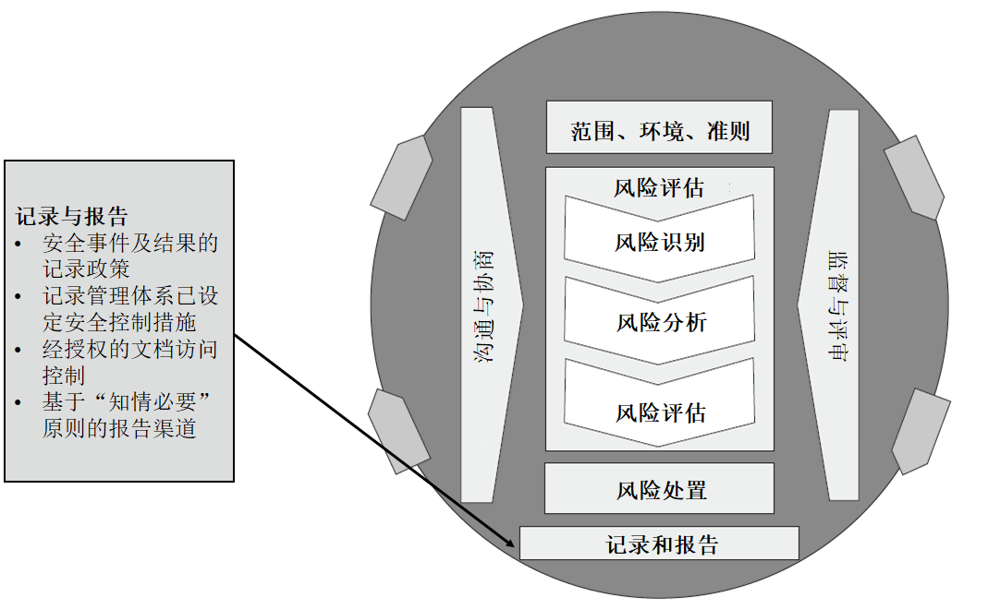 记录与报告
• 安全事件及结果的
记录政策
• 记录管理体系已设
定安全控制措施
• 经授权的文档访问
控制
• 基于“知情必要”
原则的报告渠道
沟通与协商
范围、环境、准则
风险评估
风险识别
风险分析
风险评估
风险处置
记录和报告
监督与评审